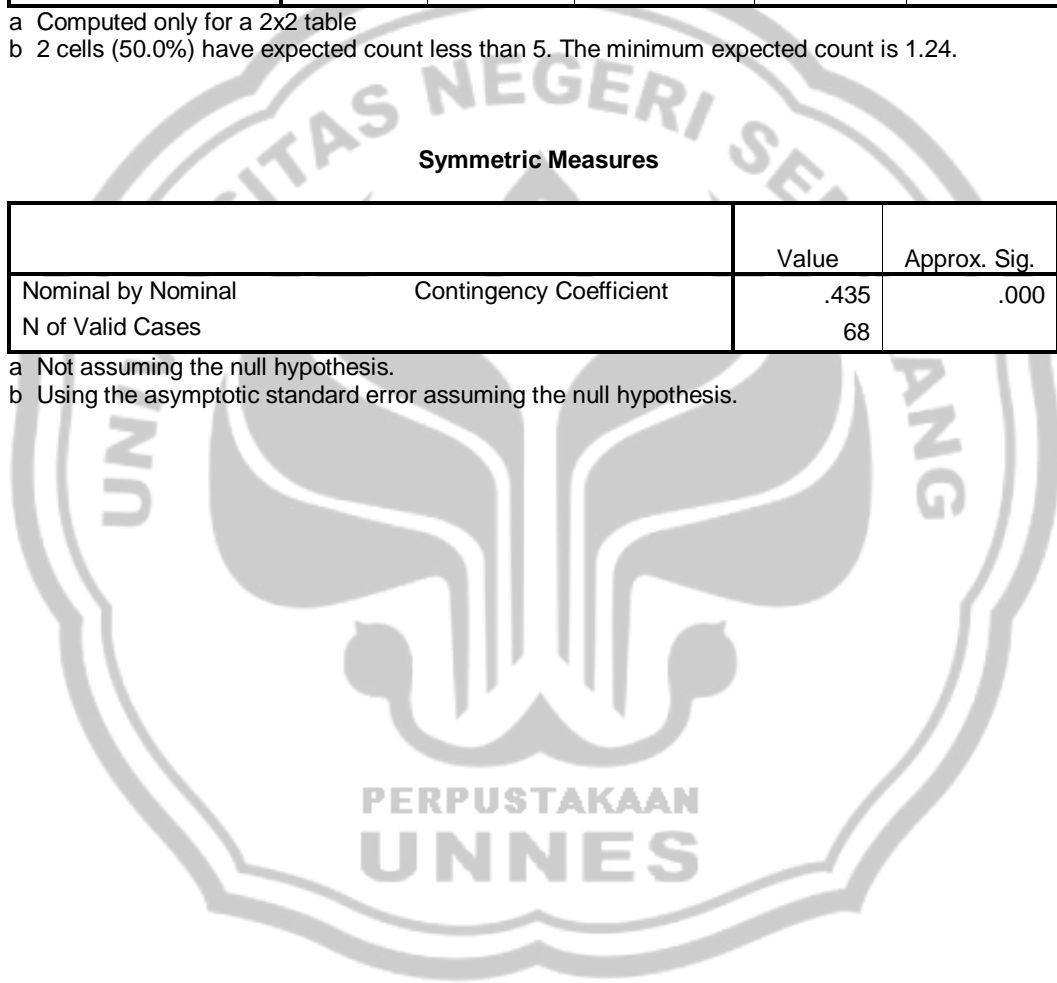 a Computed only for a 2x2 table
b 2 cells (50.0%) have expected count less than 5. The minimum expected count is 1.24.
Symmetric Measures
Value Approx. Sig.
Nominal by Nominal Contingency Coefficient .435 .000
N of Valid Cases 68
a Not assuming the null hypothesis.
b Using the asymptotic standard error assuming the null hypothesis.
PERPUSTAKAAN
UNNES